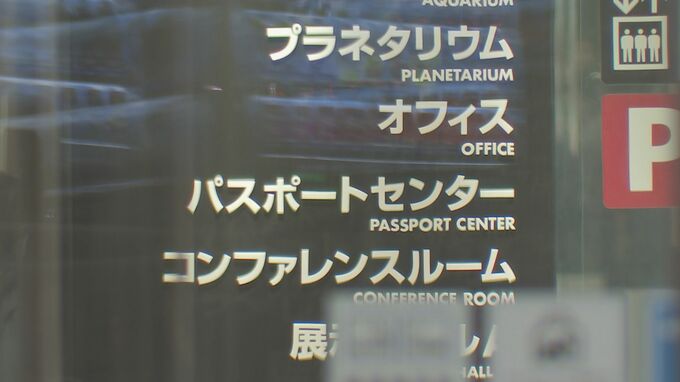 AQUARIUM
プラネタリウム
PLANETARIUM
オフィス
OFFICE
パスポートセンター
PASSPORT CENTER
コンファレンスルーム
CONFERENCE ROOM
P